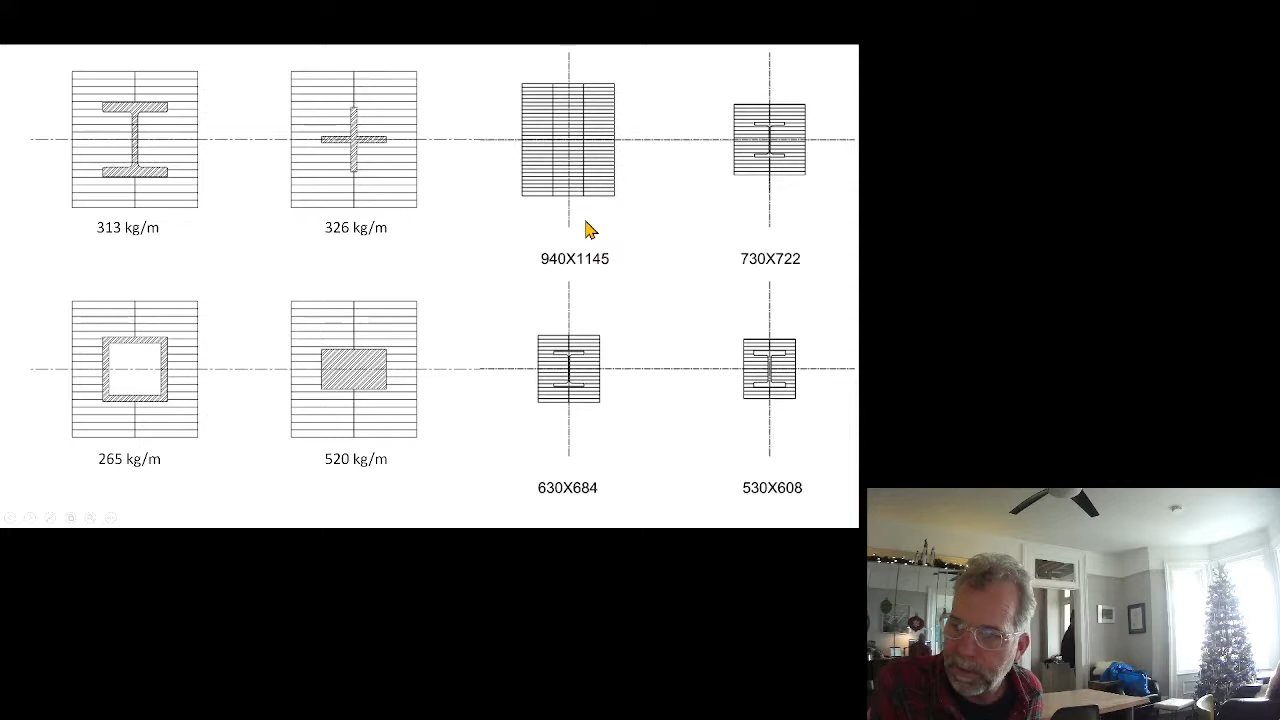 313 kg/m
326 kg/m
940X1145
730X722
265 kg/m
520 kg/m
630X684
530X608